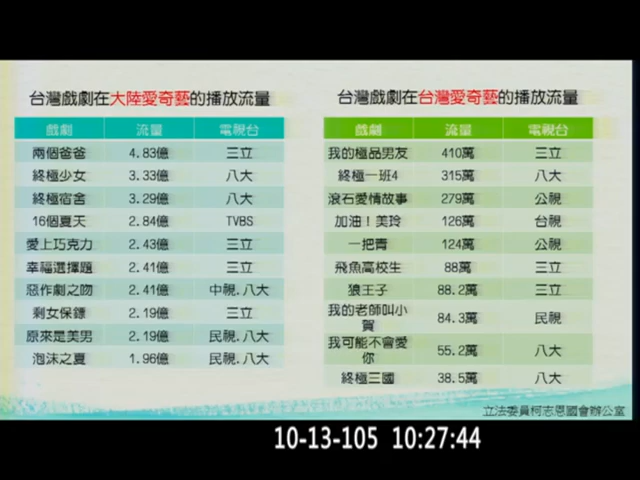 台灣戲劇在大陸愛奇藝的播放流量
戲劇 流量 電視台
兩個爸爸 4.83億 三立
終極少女 3.33億 八大
終極宿舍 3.29億 八大
16個夏天 2.84億 TVBS
愛上巧克力 2.43億 三立
幸福選擇題 2.41億 三立
惡作劇之吻 2.41億 中視.八大
剩女保鏢 2.19億 三立
原來是美男 2.19億 民視.八大
泡沫之夏 1.96億 民視.八大
台灣戲劇在台灣愛奇藝的播放流量
戲劇 流量 電視台
我的極品男友 410萬 三立
終極一班4 315萬 八大
滾石愛情故事 279萬 公視
加油！美玲 126萬 台視
一把青 124萬 公視
飛魚高校生 88萬 三立
狼王子 88.2萬 三立
我的老師叫小
賀 84.3萬 民視
我可能不會愛
你 55.2萬 八大
終極三國 38.5萬 八大
立法委員柯志恩國會辦公室
10-13-105 10:27:44